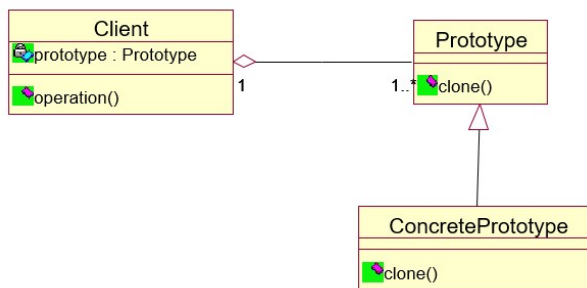 Client
prototype : Prototype
operation()
1
1..*
Prototype
clone()
ConcretePrototype
clone()